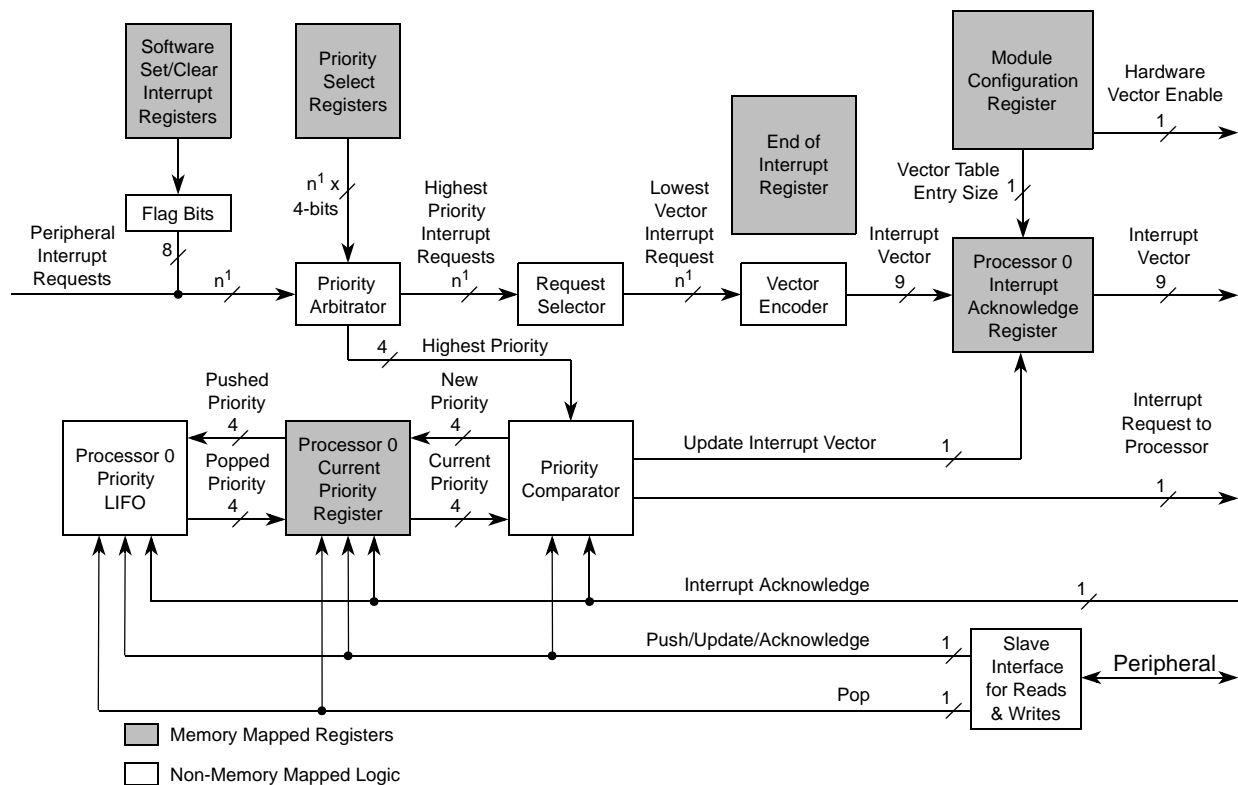 Software
Set/Clear
Interrupt
Registers
Priority
Select
Registers
Module
Configuration
Register
Hardware
Vector Enable
1
End of
Interrupt
Register
Flag Bits
8
n¹ x
4-bits
Highest
Priority
Interrupt
Requests
n¹
Lowest
Vector
Interrupt
Request
n¹
Vector Table
Entry Size
1
Peripheral
Interrupt
Requests
n¹
Priority
Arbitrator
Request
Selector
Vector
Encoder
Interrupt
Vector
9
Processor 0
Interrupt
Acknowledge
Register
Interrupt
Vector
9
4
Highest Priority
Pushed
Priority
4
Popped
Priority
4
New
Priority
4
Current
Priority
4
Processor 0
Priority
LIFO
Processor 0
Current
Priority
Register
Priority
Comparator
Update Interrupt Vector
1
Interrupt
Request to
Processor
1
Interrupt Acknowledge
1
Push/Update/Acknowledge
1
Pop
1
Slave
Interface
for Reads
& Writes
Peripheral
Memory Mapped Registers
Non-Memory Mapped Logic